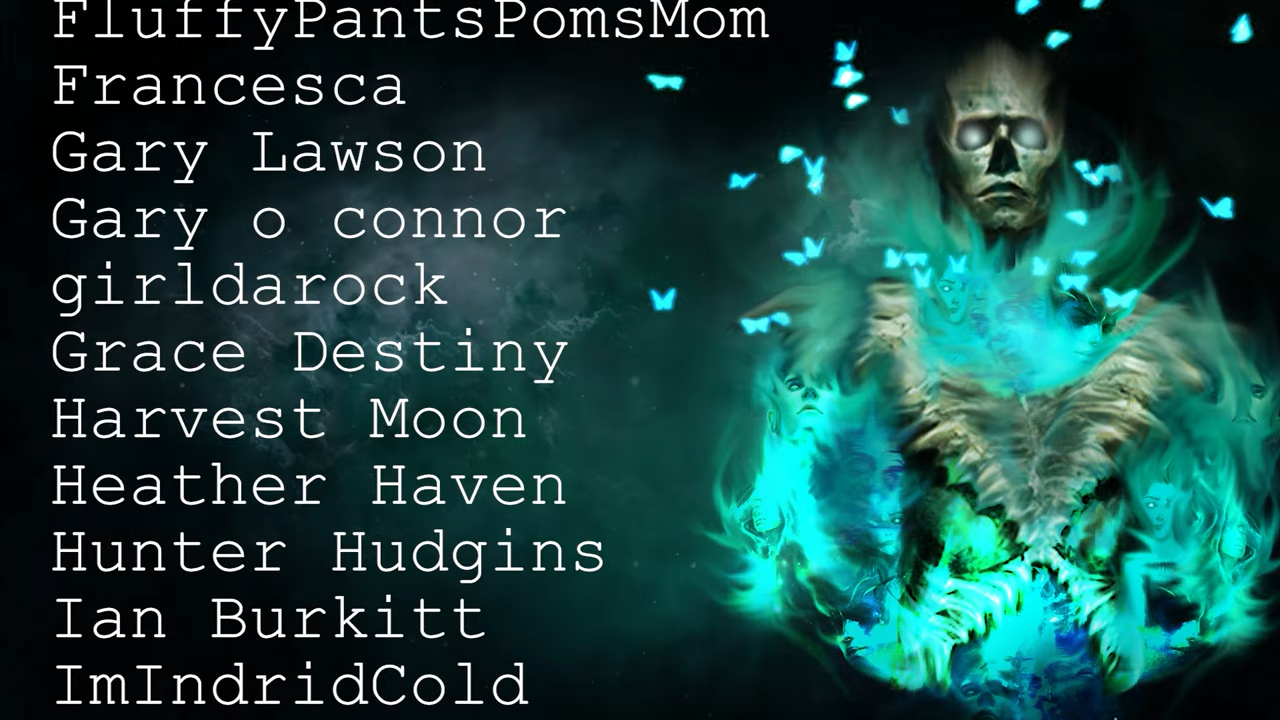 FluffyPantsPomsMom
Francesca
Gary Lawson
Gary o connor
girldarock
Grace Destiny
Harvest Moon
Heather Haven
Hunter Hudgins
Ian Burkitt
ImIndridCold